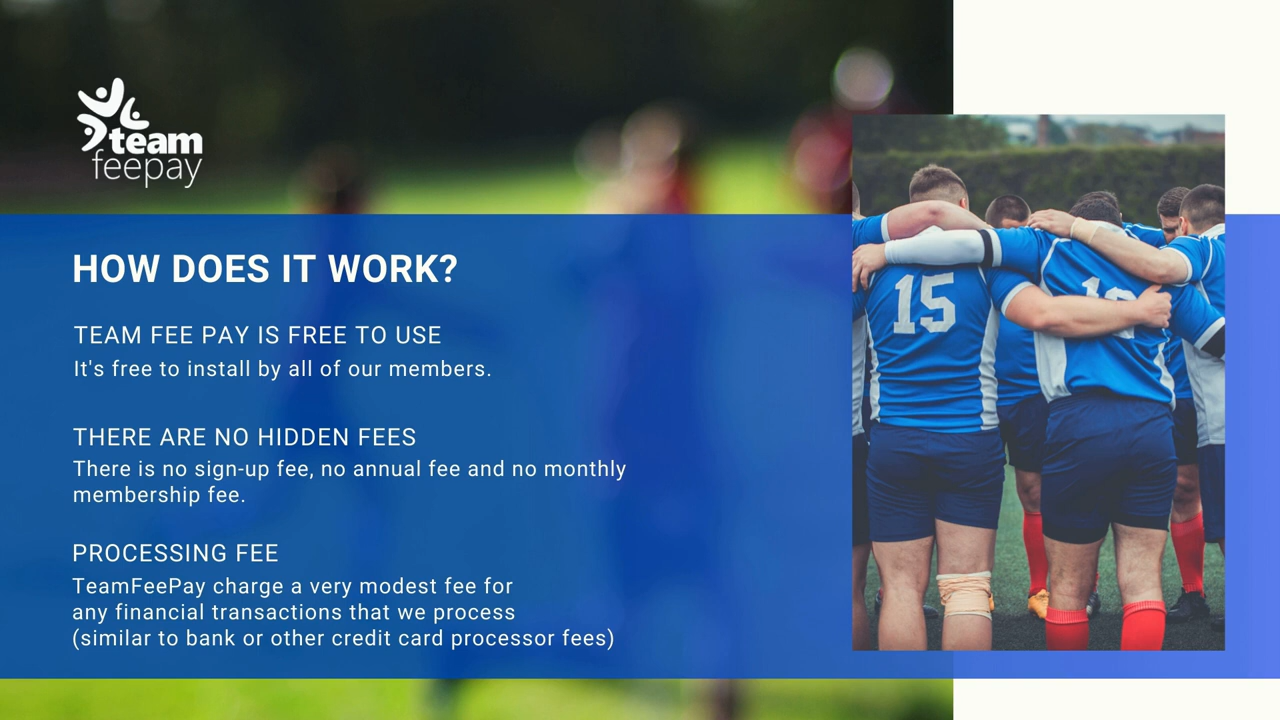 team
feepay
HOW DOES IT WORK?
TEAM FEE PAY IS FREE TO USE
It's free to install by all of our members.
THERE ARE NO HIDDEN FEES
There is no sign-up fee, no annual fee and no monthly
membership fee.
PROCESSING FEE
TeamFeePay charge a very modest fee for
any financial transactions that we process
(similar to bank or other credit card processor fees)
15